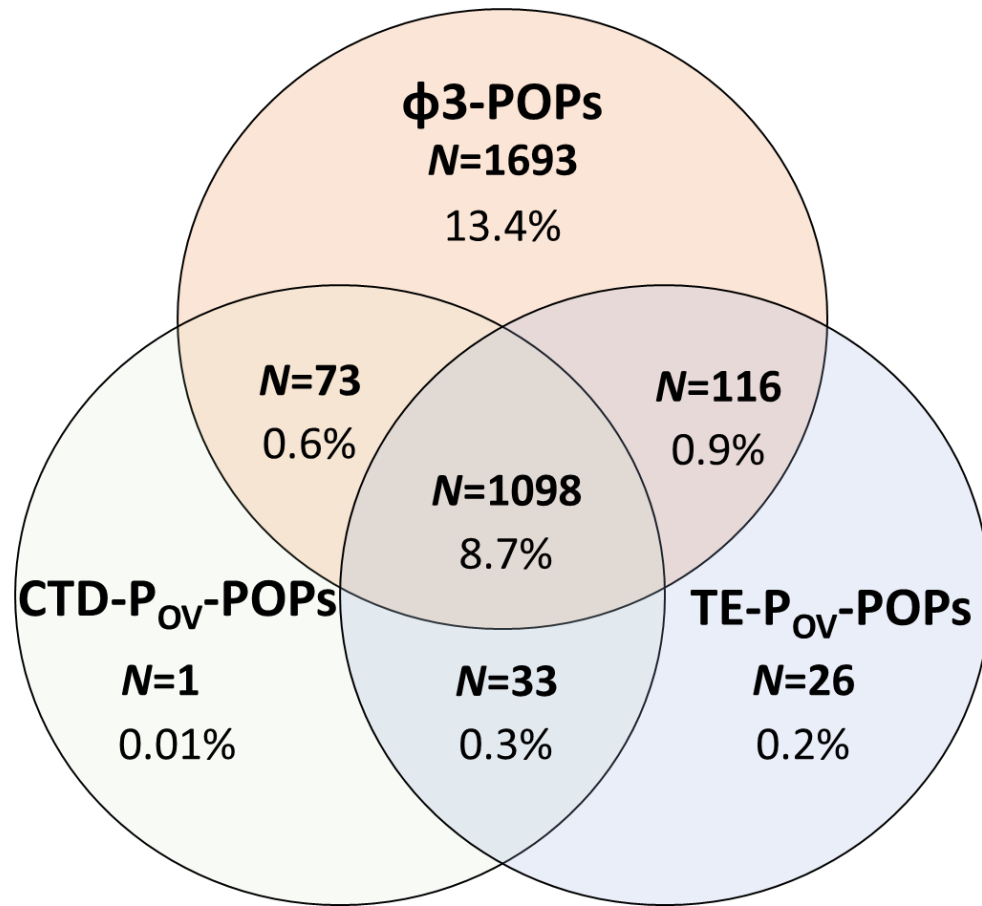 ϕ3-POPs
N=1693
13.4%
N=73
0.6%
N=116
0.9%
N=1098
8.7%
CTD-POV-POPs
N=1
0.01%
N=33
0.3%
TE-POV-POPs
N=26
0.2%